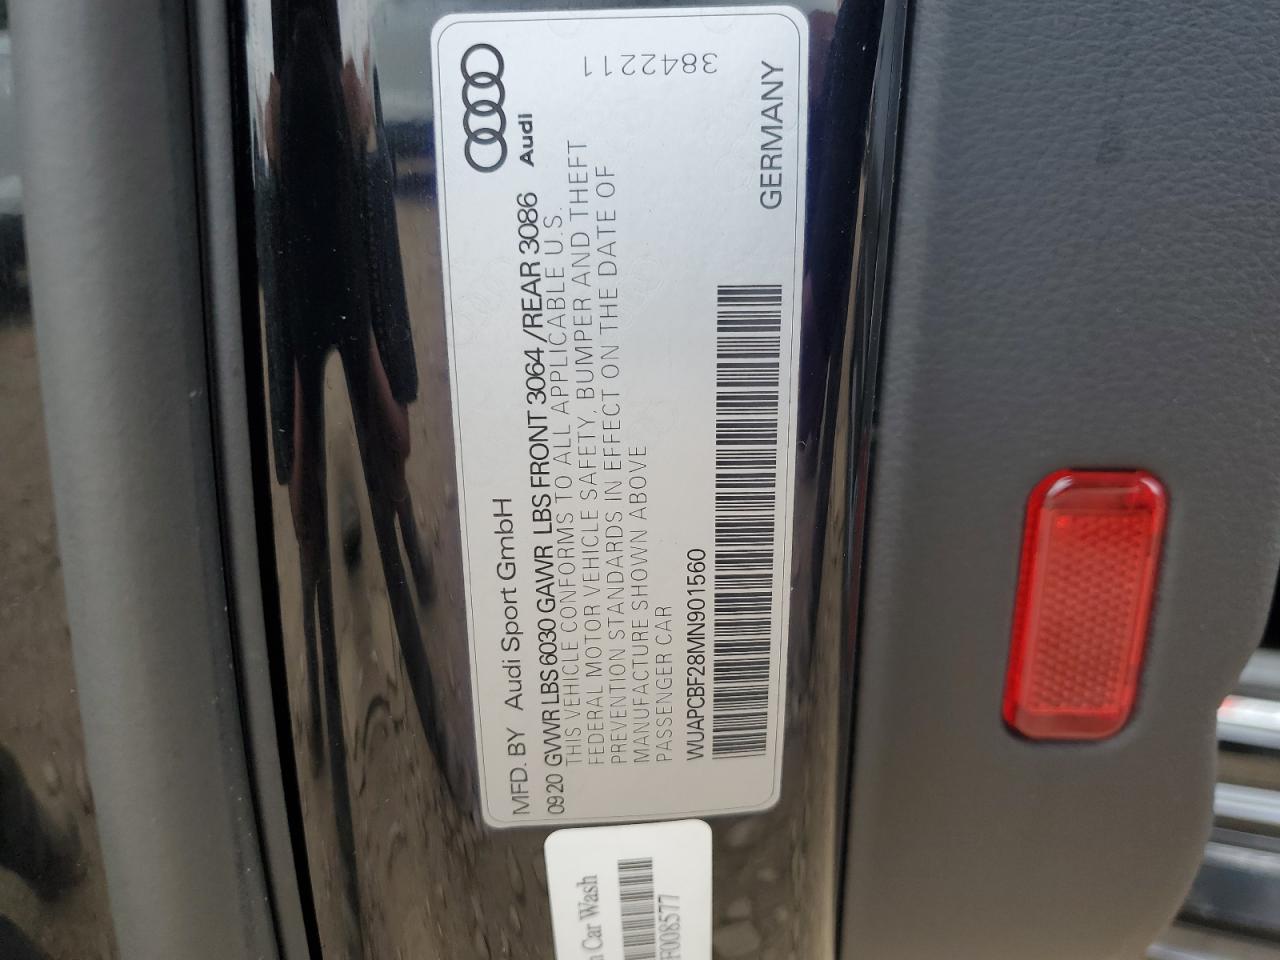 Audi
MFD. BY Audi Sport GmbH
0920 GVWR LBS 6030 GAWR LBS FRONT 3064 /REAR 3086
THIS VEHICLE CONFORMS TO ALL APPLICABLE U.S.
FEDERAL MOTOR VEHICLE SAFETY, BUMPER AND THEFT
PREVENTION STANDARDS IN EFFECT ON THE DATE OF
MANUFACTURE SHOWN ABOVE
PASSENGER CAR
WUAPCBF28MN901560
GERMANY
3842211
Car Wash
F008577